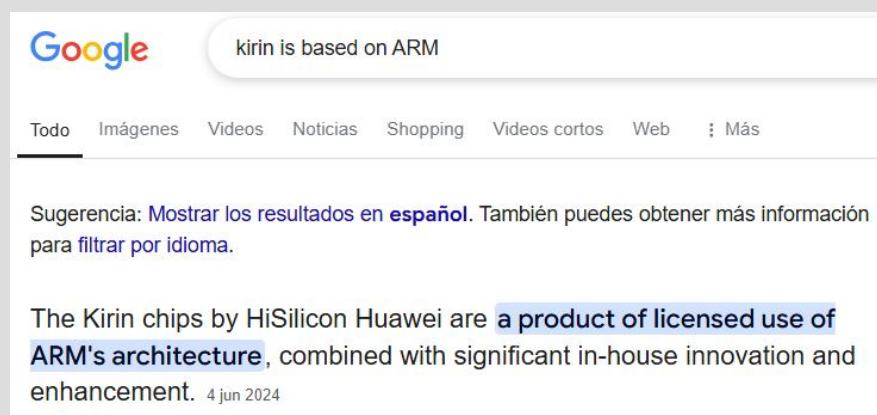 Google
kirin is based on ARM
Todo Imágenes Videos Noticias Shopping Videos cortos Web Más
Sugerencia: Mostrar los resultados en español. También puedes obtener más información
para filtrar por idioma.
The Kirin chips by HiSilicon Huawei are a product of licensed use of
ARM's architecture, combined with significant in-house innovation and
enhancement. 4 jun 2024